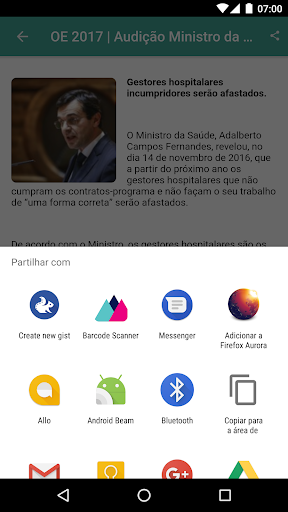 07:00
OE 2017 | Audição Ministro da ...
Gestores hospitalares
incumpridores serão afastados.
O Ministro da Saúde, Adalberto
Campos Fernandes, revelou, no
dia 14 de novembro de 2016, que
a partir do próximo ano os
gestores hospitalares que não
cumpram os contratos-programa e não façam o seu trabalho
de "uma forma correta" serão afastados.
De acordo com o Ministro, os gestores hospitalares são os
Partilhar com
Create new gist
Barcode Scanner
Messenger
Adicionar a
Firefox Aurora
Allo
Android Beam
Bluetooth
Copiar para
a área de